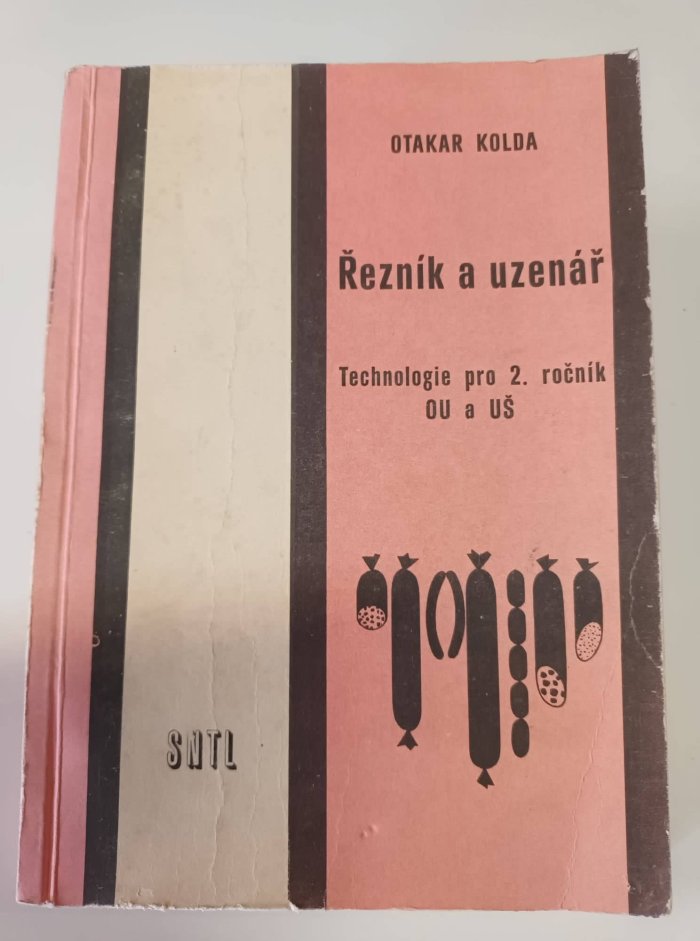 OTAKAR KOLDA
Řezník a uzenář
Technologie pro 2. ročník
OU a UŠ
SNTL